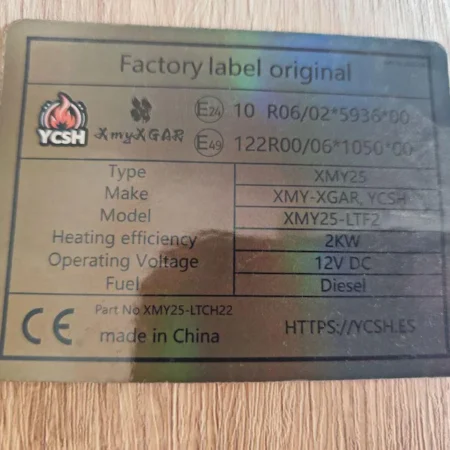 Factory label original
YCSH
XmyXGAR
E24 10 R06/02*5936*00
E49 122R00/06*1050*00
Type XMY25
Make XMY-XGAR, YCSH
Model XMY25-LTF2
Heating efficiency 2KW
Operating Voltage 12V DC
Fuel Diesel
Part No XMY25-LTCH22
CE made in China HTTPS://YCSH.ES